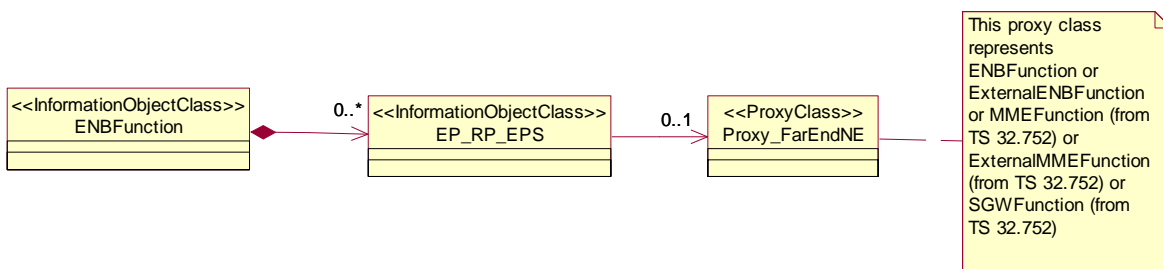 <<InformationObjectClass>>
ENBFunction
0..*
<<InformationObjectClass>>
EP_RP_EPS
0..1
<<ProxyClass>>
Proxy_FarEndNE
This proxy class
represents
ENBFunction or
ExternalENBFunction
or MMEFunction (from
TS 32.752) or
ExternalMMEFunction
(from TS 32.752) or
SGWFunction (from
TS 32.752)